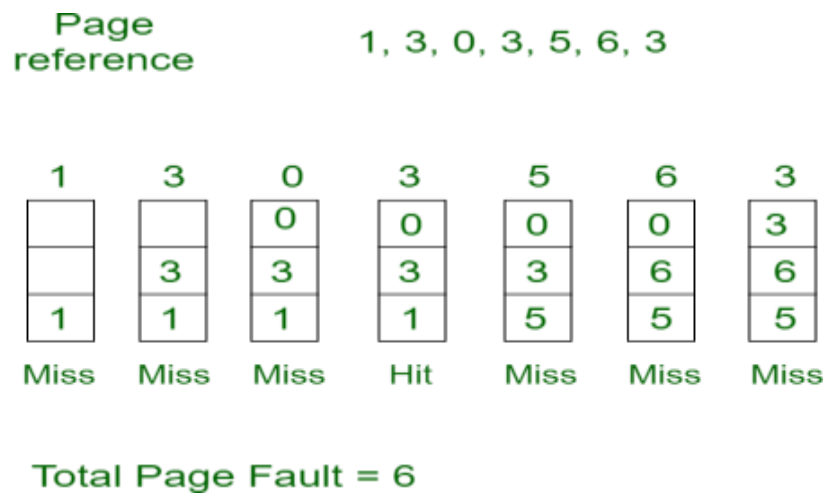 Page
reference
1, 3, 0, 3, 5, 6, 3
1 3 0 3 5 6 3
0 0 0 0 3
3 3 3 3 6 6
1 1 1 1 5 5 5
Miss Miss Miss Hit Miss Miss Miss
Total Page Fault = 6